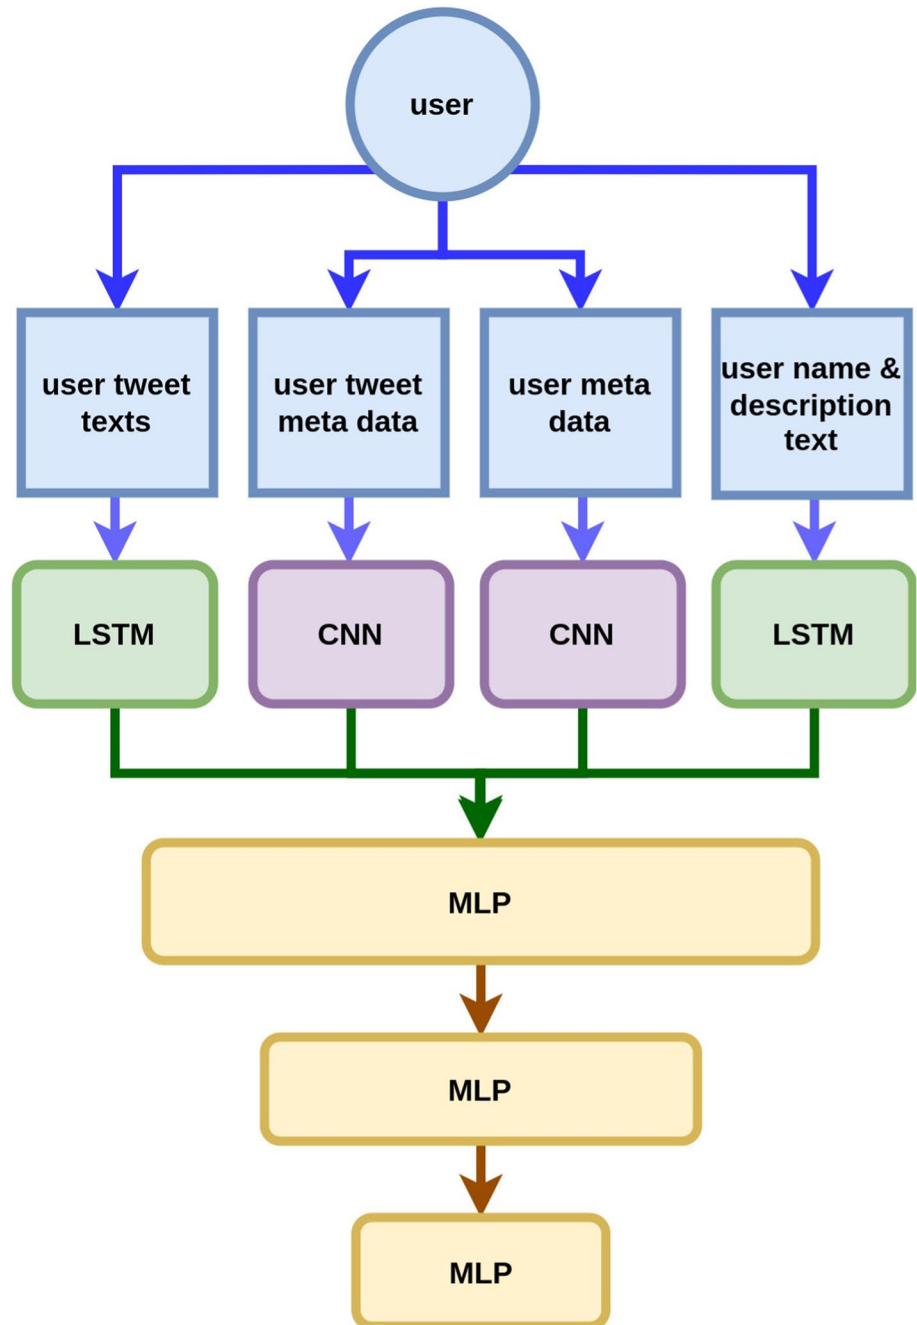 user
user tweet
texts
user tweet
meta data
user meta
data
user name &
description
text
LSTM
CNN
CNN
LSTM
MLP
MLP
MLP